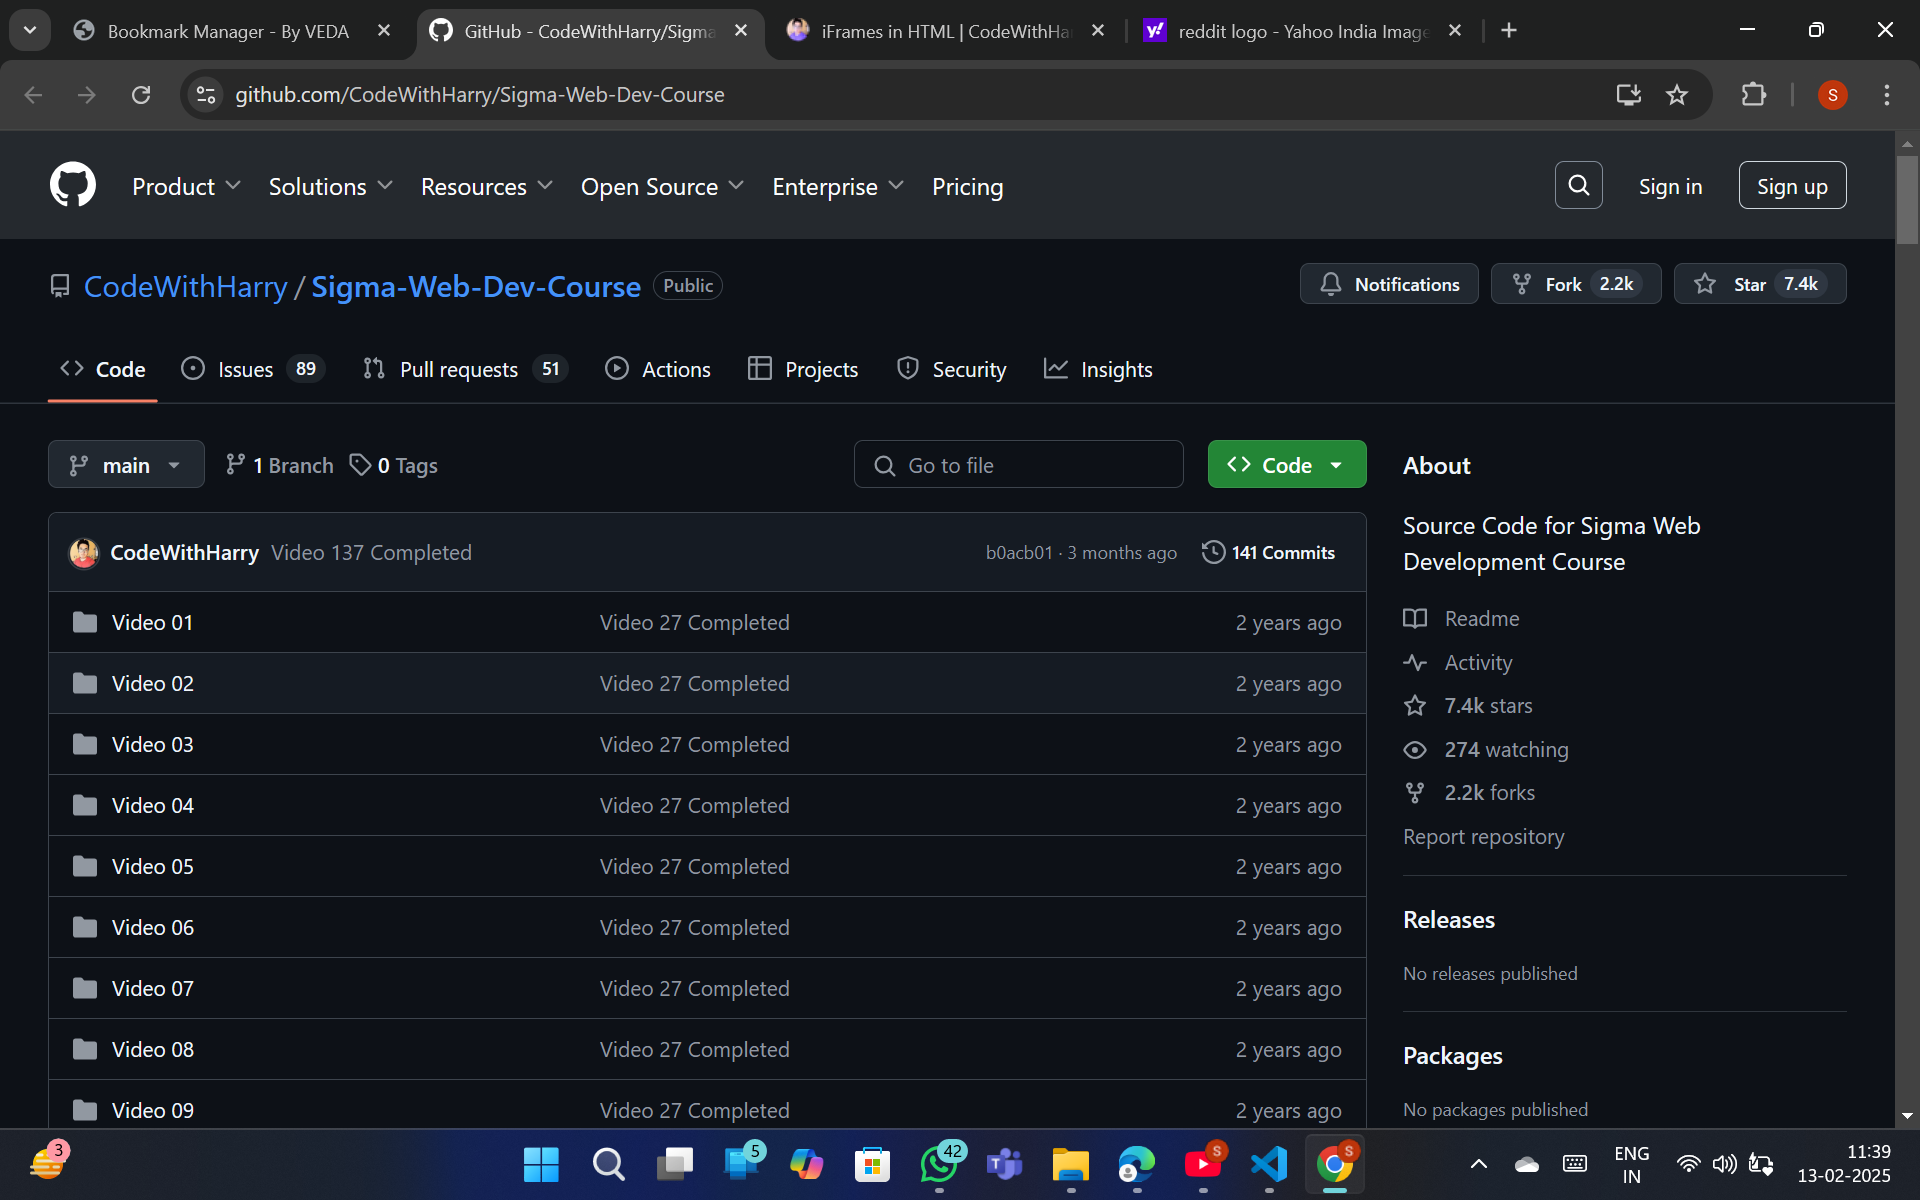 Bookmark Manager - By VEDA
GitHub - CodeWithHarry/Sigma
iFrames in HTML | CodeWithHa
reddit logo - Yahoo India Image
github.com/CodeWithHarry/Sigma-Web-Dev-Course
S
Product
Solutions
Resources
Open Source
Enterprise
Pricing
Sign in
Sign up
CodeWithHarry / Sigma-Web-Dev-Course Public
Notifications
Fork 2.2k
Star 7.4k
Code
Issues 89
Pull requests 51
Actions
Projects
Security
Insights
main
1 Branch
0 Tags
Go to file
Code
CodeWithHarry Video 137 Completed b0acb01 · 3 months ago 141 Commits
Video 01 Video 27 Completed 2 years ago
Video 02 Video 27 Completed 2 years ago
Video 03 Video 27 Completed 2 years ago
Video 04 Video 27 Completed 2 years ago
Video 05 Video 27 Completed 2 years ago
Video 06 Video 27 Completed 2 years ago
Video 07 Video 27 Completed 2 years ago
Video 08 Video 27 Completed 2 years ago
Video 09 Video 27 Completed 2 years ago
About
Source Code for Sigma Web
Development Course
Readme
Activity
7.4k stars
274 watching
2.2k forks
Report repository
Releases
No releases published
Packages
No packages published
3
5
42
S
S
ENG
IN
11:39
13-02-2025